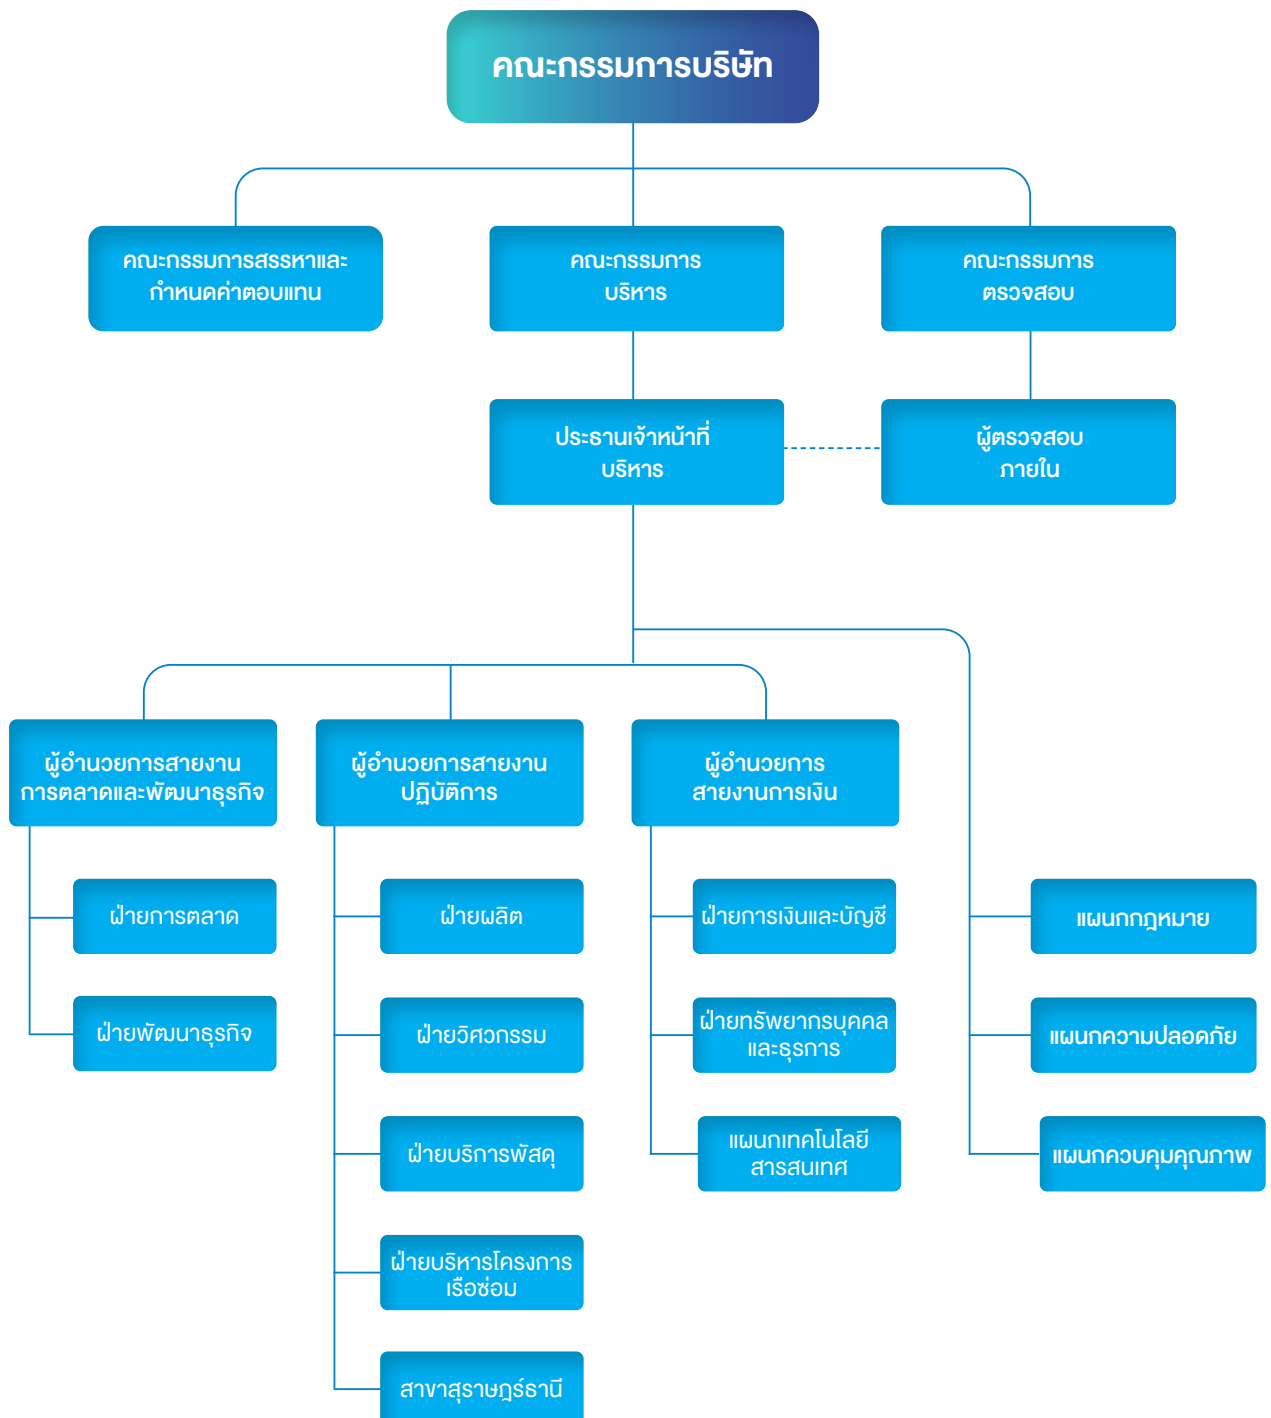 คณะกรรมการบริษัท
คณะกรรมการสรรหาและ
กำหนดค่าตอบแทน
คณะกรรมการ
บริหาร
คณะกรรมการ
ตรวจสอบ
ประธานเจ้าหน้าที่
บริหาร
ผู้ตรวจสอบ
ภายใน
ผู้อำนวยการสายงาน
การตลาดและพัฒนาธุรกิจ
ผู้อำนวยการสายงาน
ปฏิบัติการ
ผู้อำนวยการ
สายงานการเงิน
ฝ่ายการตลาด
ฝ่ายพัฒนาธุรกิจ
ฝ่ายผลิต
ฝ่ายวิศวกรรม
ฝ่ายบริการพัสดุ
ฝ่ายบริหารโครงการ
เรือซ่อม
สาขาสุราษฎร์ธานี
ฝ่ายการเงินและบัญชี
ฝ่ายทรัพยากรบุคคล
และธุรการ
แผนกเทคโนโลยี
สารสนเทศ
แผนกกฎหมาย
แผนกความปลอดภัย
แผนกควบคุมคุณภาพ